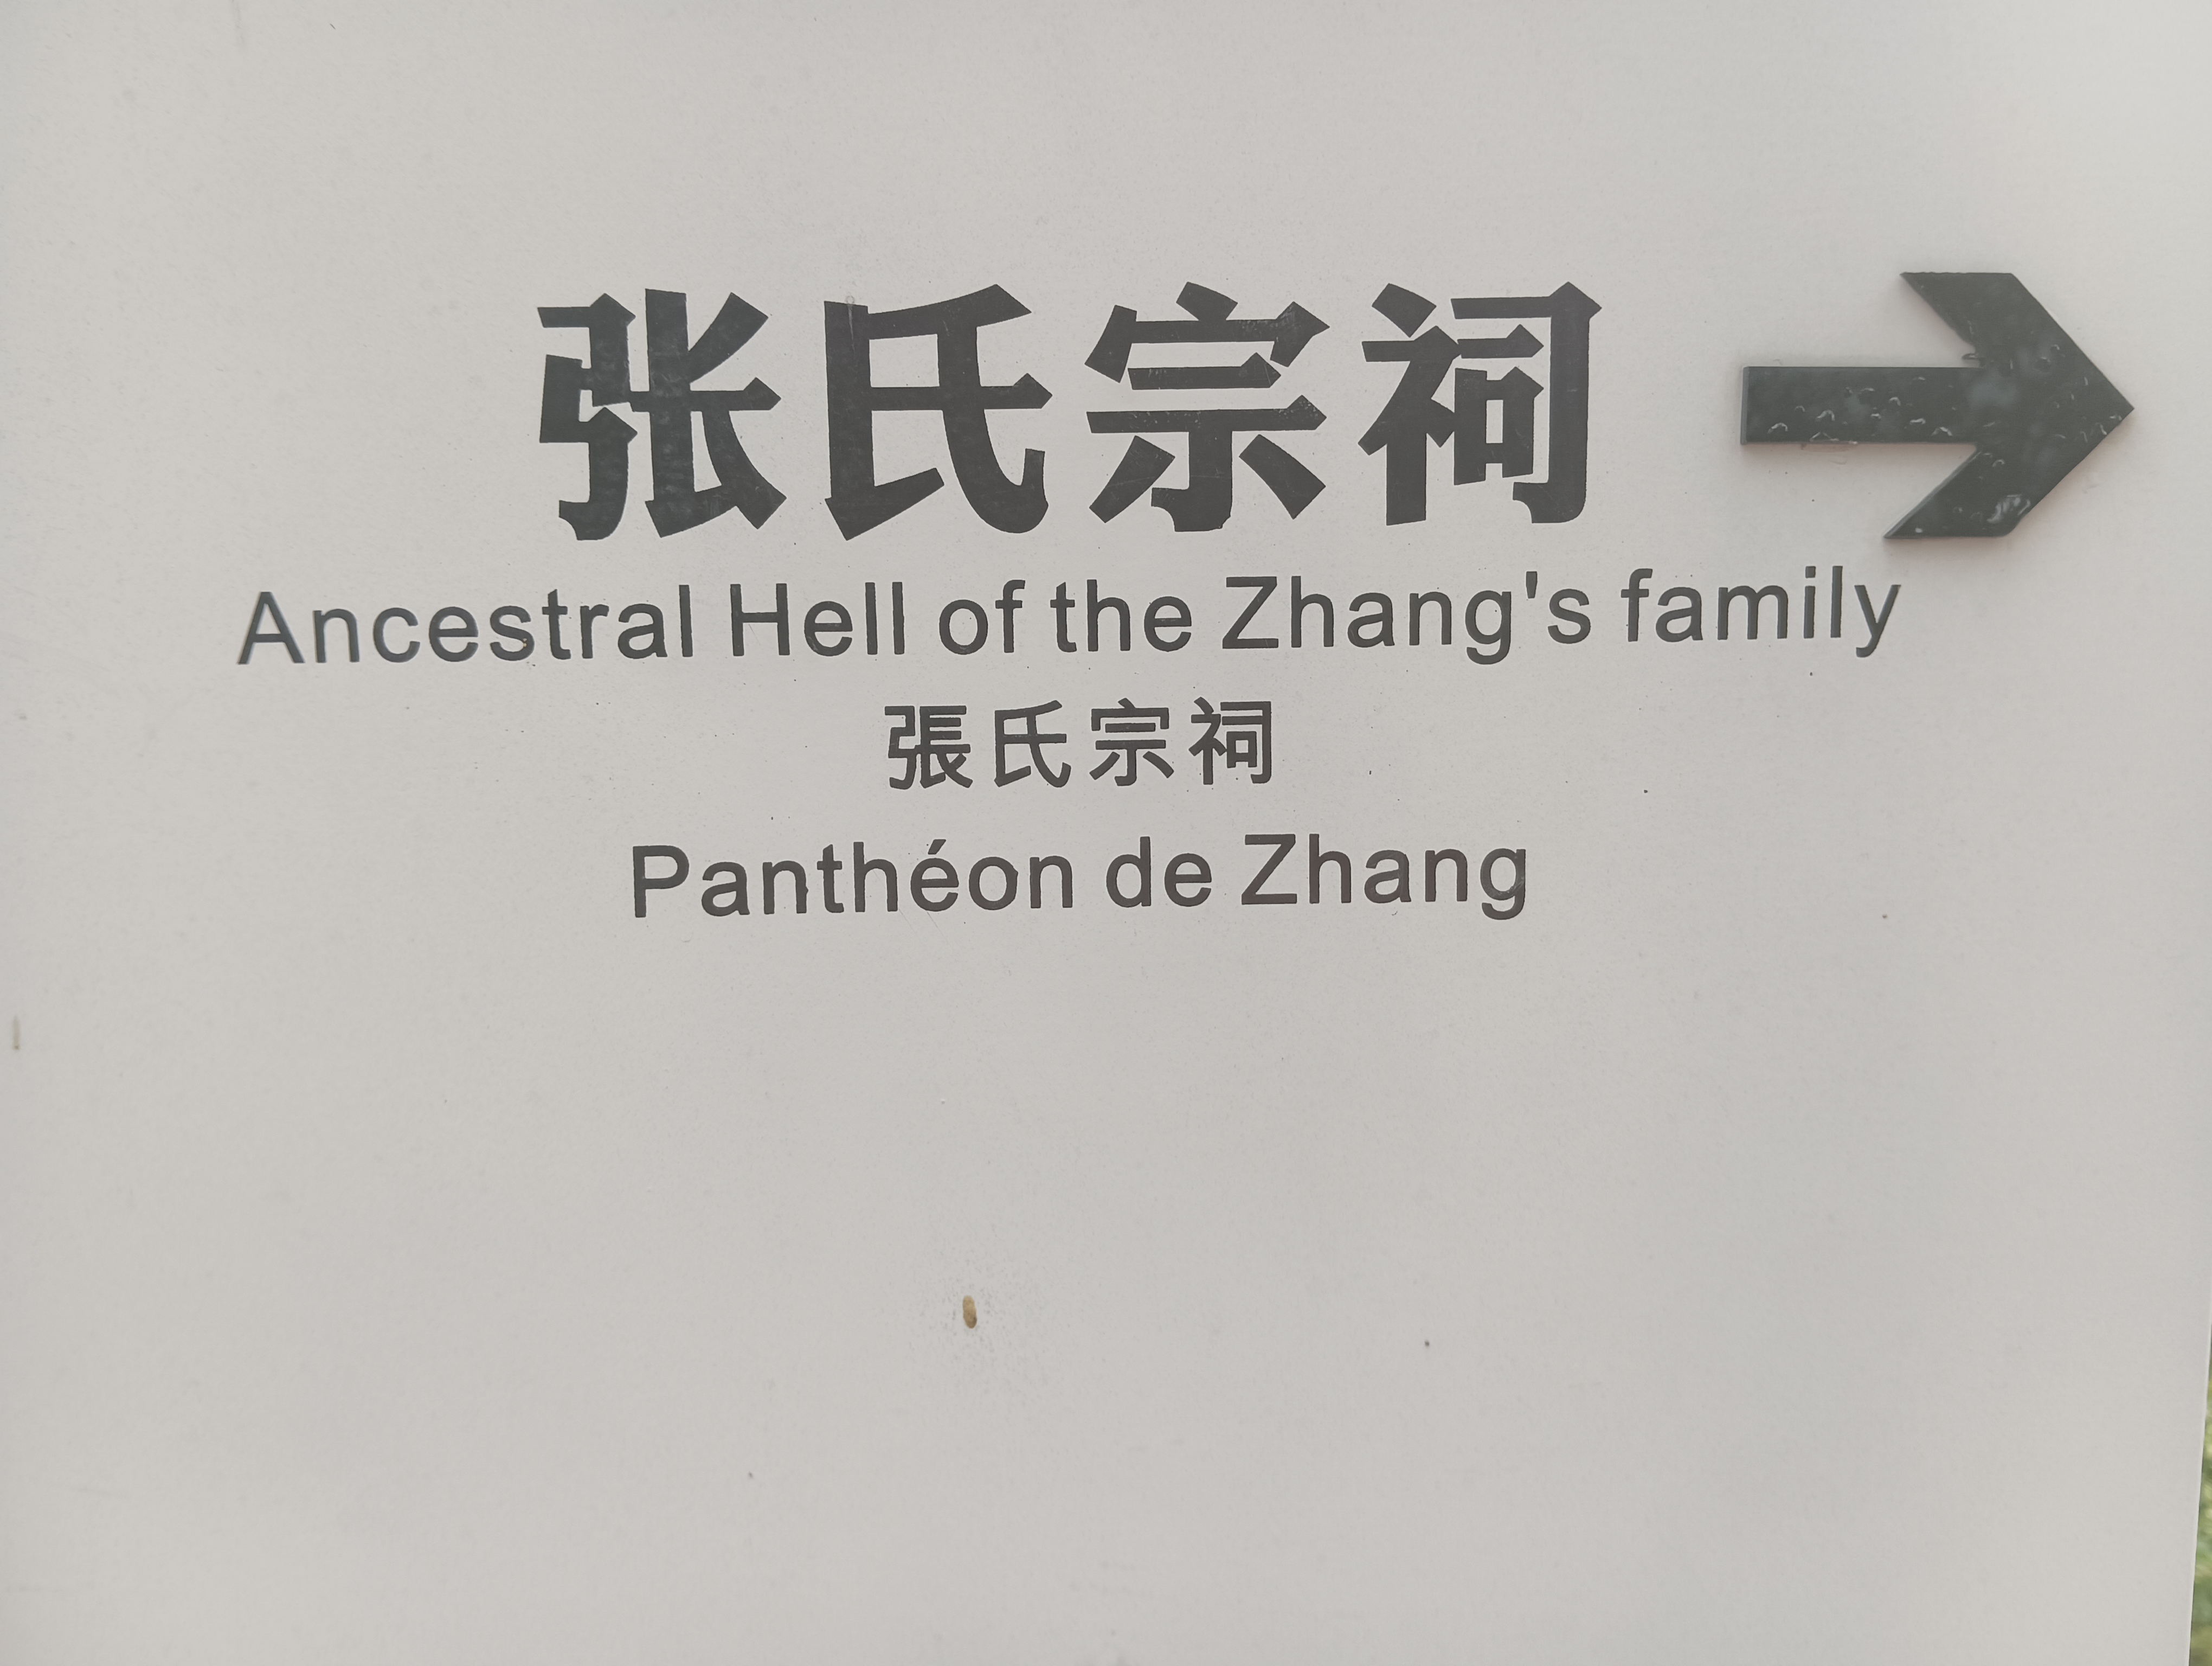 张氏宗祠
Ancestral Hell of the Zhang's family
張氏宗祠
Panthéon de Zhang